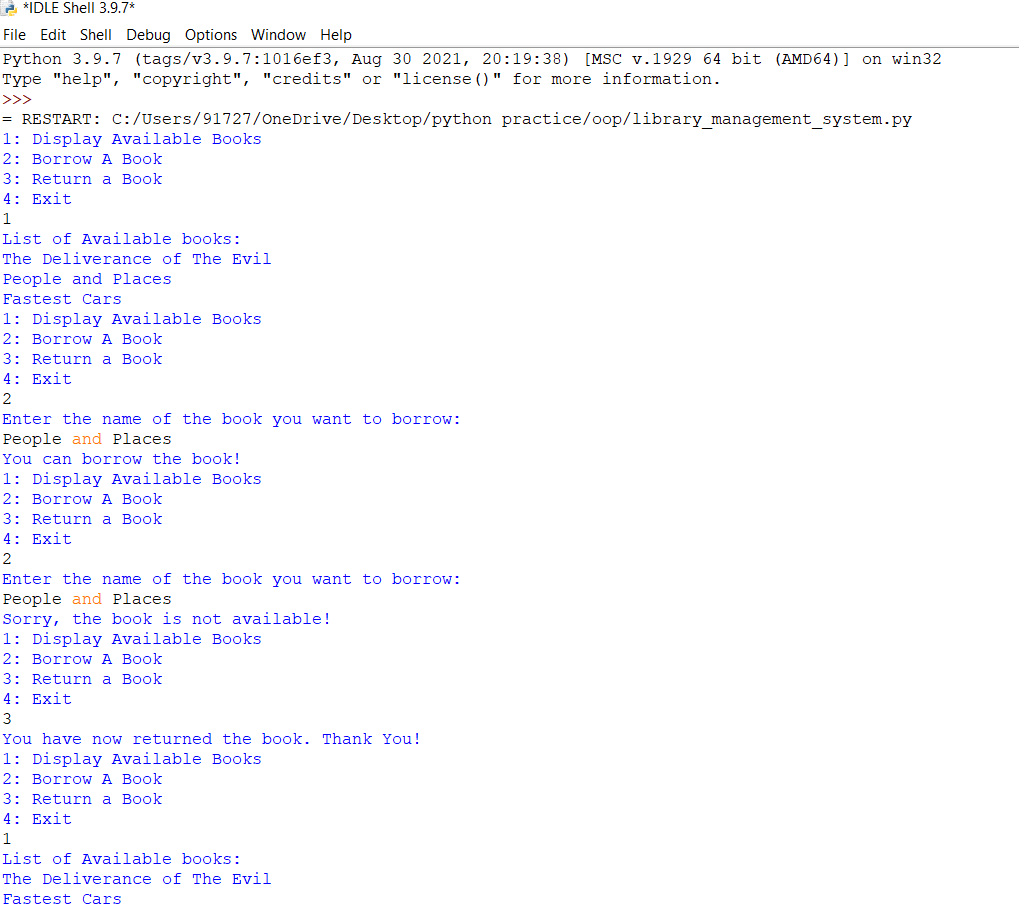 *IDLE Shell 3.9.7*
File Edit Shell Debug Options Window Help
Python 3.9.7 (tags/v3.9.7:1016ef3, Aug 30 2021, 20:19:38) [MSC v.1929 64 bit (AMD64)] on win32
Type "help", "copyright", "credits" or "license()" for more information.
>>>
= RESTART: C:/Users/91727/OneDrive/Desktop/python practice/oop/library_management_system.py
1: Display Available Books
2: Borrow A Book
3: Return a Book
4: Exit
1
List of Available books:
The Deliverance of The Evil
People and Places
Fastest Cars
1: Display Available Books
2: Borrow A Book
3: Return a Book
4: Exit
2
Enter the name of the book you want to borrow:
People and Places
You can borrow the book!
1: Display Available Books
2: Borrow A Book
3: Return a Book
4: Exit
2
Enter the name of the book you want to borrow:
People and Places
Sorry, the book is not available!
1: Display Available Books
2: Borrow A Book
3: Return a Book
4: Exit
3
You have now returned the book. Thank You!
1: Display Available Books
2: Borrow A Book
3: Return a Book
4: Exit
1
List of Available books:
The Deliverance of The Evil
Fastest Cars